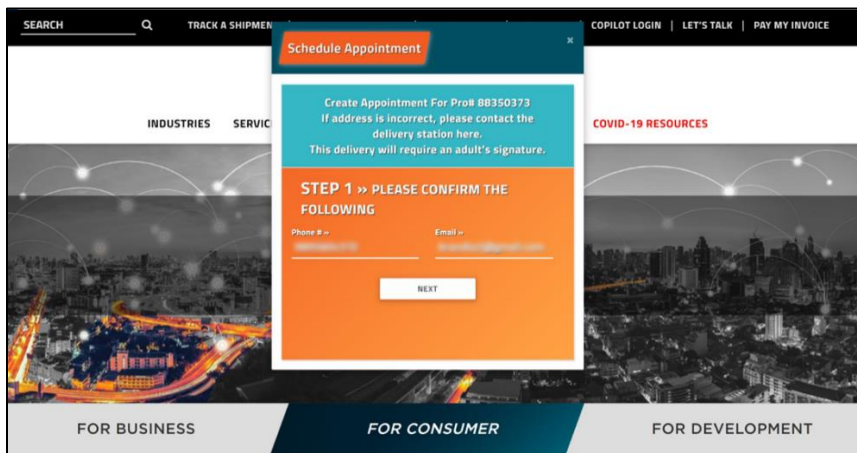 SEARCH
TRACK A SHIPMEN
COPILOT LOGIN | LET'S TALK | PAY MY INVOICE
Schedule Appointment
×
INDUSTRIES SERVIC
COVID-19 RESOURCES
Create Appointment For Pro# 88350373
If address is incorrect, please contact the
delivery station here.
This delivery will require an adult's signature.
STEP 1 » PLEASE CONFIRM THE
FOLLOWING
Phone # » Email »
NEXT
FOR BUSINESS
FOR CONSUMER
FOR DEVELOPMENT